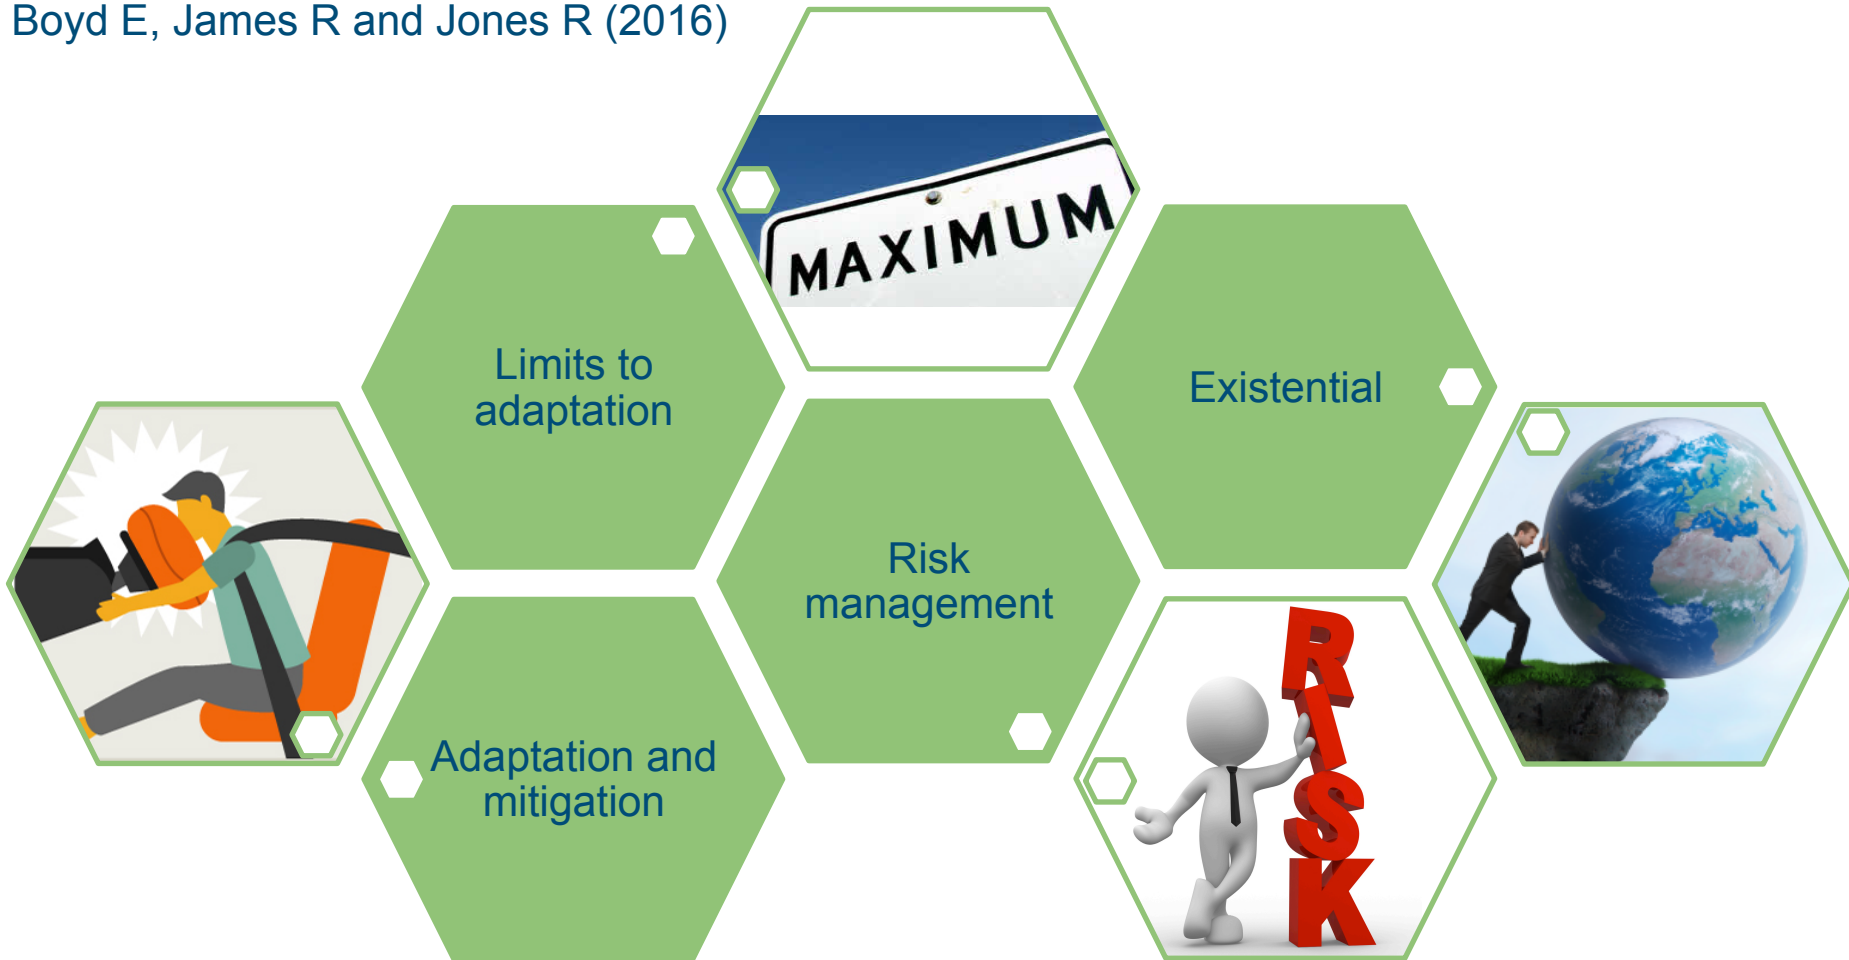 Boyd E, James R and Jones R (2016)
MAXIMUM
Limits to
adaptation
Existential
Risk
management
Adaptation and
mitigation
RISK